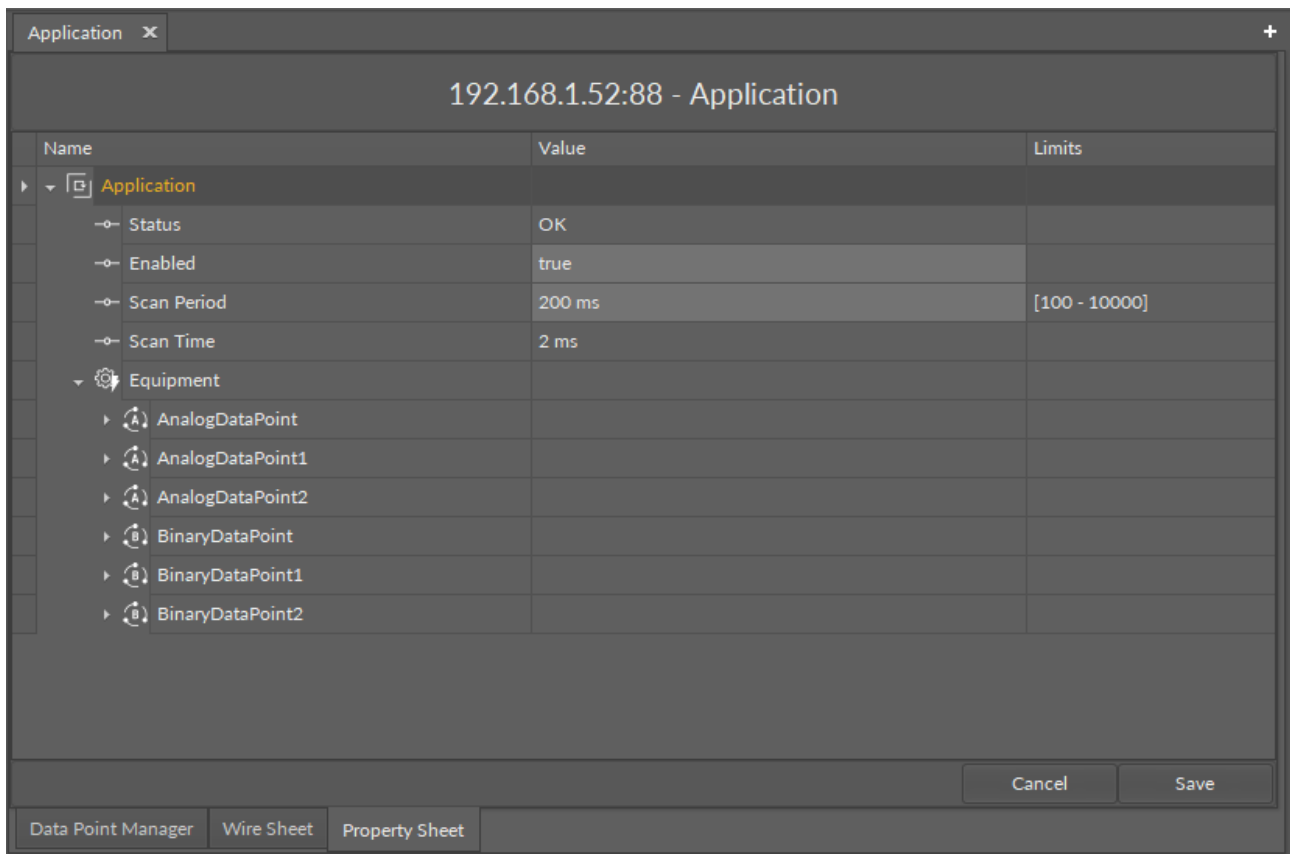 Application
192.168.1.52:88 - Application
Name Value Limits
Application
Status OK
Enabled true
Scan Period 200 ms [100 - 10000]
Scan Time 2 ms
Equipment
AnalogDataPoint
AnalogDataPoint1
AnalogDataPoint2
BinaryDataPoint
BinaryDataPoint1
BinaryDataPoint2
Cancel Save
Data Point Manager Wire Sheet Property Sheet